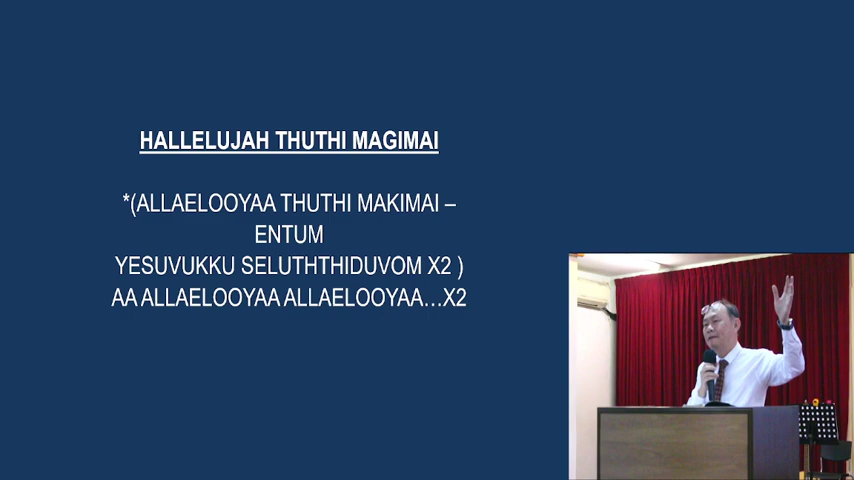 HALLELUJAH THUTHI MAGIMAI
*(ALLAELOOYAA THUTHI MAKIMAI –
ENTUM
YESUVUKKU SELUTHTHIDUVOM X2 )
AA ALLAELOOYAA ALLAELOOYAA…X2